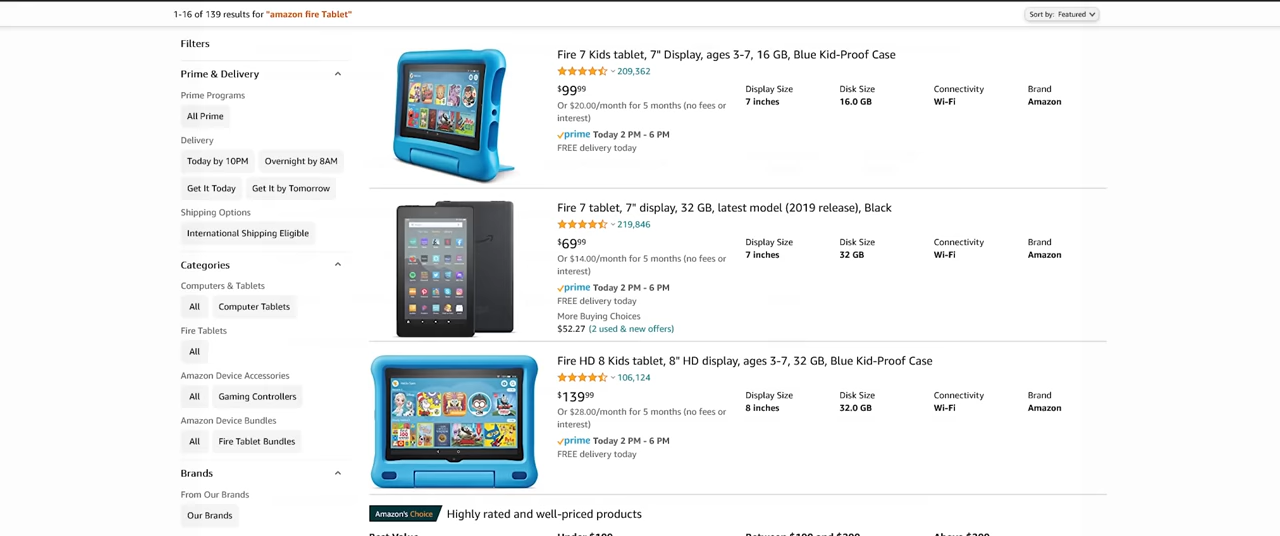 1-16 of 139 results for "amazon fire Tablet"
Sort by: Featured
Filters
Prime & Delivery
Prime Programs
All Prime
Delivery
Today by 10PM
Overnight by 8AM
Get It Today
Get It by Tomorrow
Shipping Options
International Shipping Eligible
Categories
Computers & Tablets
All
Computer Tablets
Fire Tablets
All
Amazon Device Accessories
All
Gaming Controllers
Amazon Device Bundles
All
Fire Tablet Bundles
Brands
From Our Brands
Our Brands
Fire 7 Kids tablet, 7" Display, ages 3-7, 16 GB, Blue Kid-Proof Case
209,362
$99.99
Or $20.00/month for 5 months (no fees or
interest)
prime Today 2 PM - 6 PM
FREE delivery today
Display Size
7 inches
Disk Size
16.0 GB
Connectivity
Wi-Fi
Brand
Amazon
Fire 7 tablet, 7" display, 32 GB, latest model (2019 release), Black
219,846
$69.99
Or $14.00/month for 5 months (no fees or
interest)
prime Today 2 PM - 6 PM
FREE delivery today
More Buying Choices
$52.27 (2 used & new offers)
Display Size
7 inches
Disk Size
32 GB
Connectivity
Wi-Fi
Brand
Amazon
Fire HD 8 Kids tablet, 8" HD display, ages 3-7, 32 GB, Blue Kid-Proof Case
106,124
$139.99
Or $28.00/month for 5 months (no fees or
interest)
prime Today 2 PM - 6 PM
FREE delivery today
Display Size
8 inches
Disk Size
32.0 GB
Connectivity
Wi-Fi
Brand
Amazon
Amazon's Choice
Highly rated and well-priced products